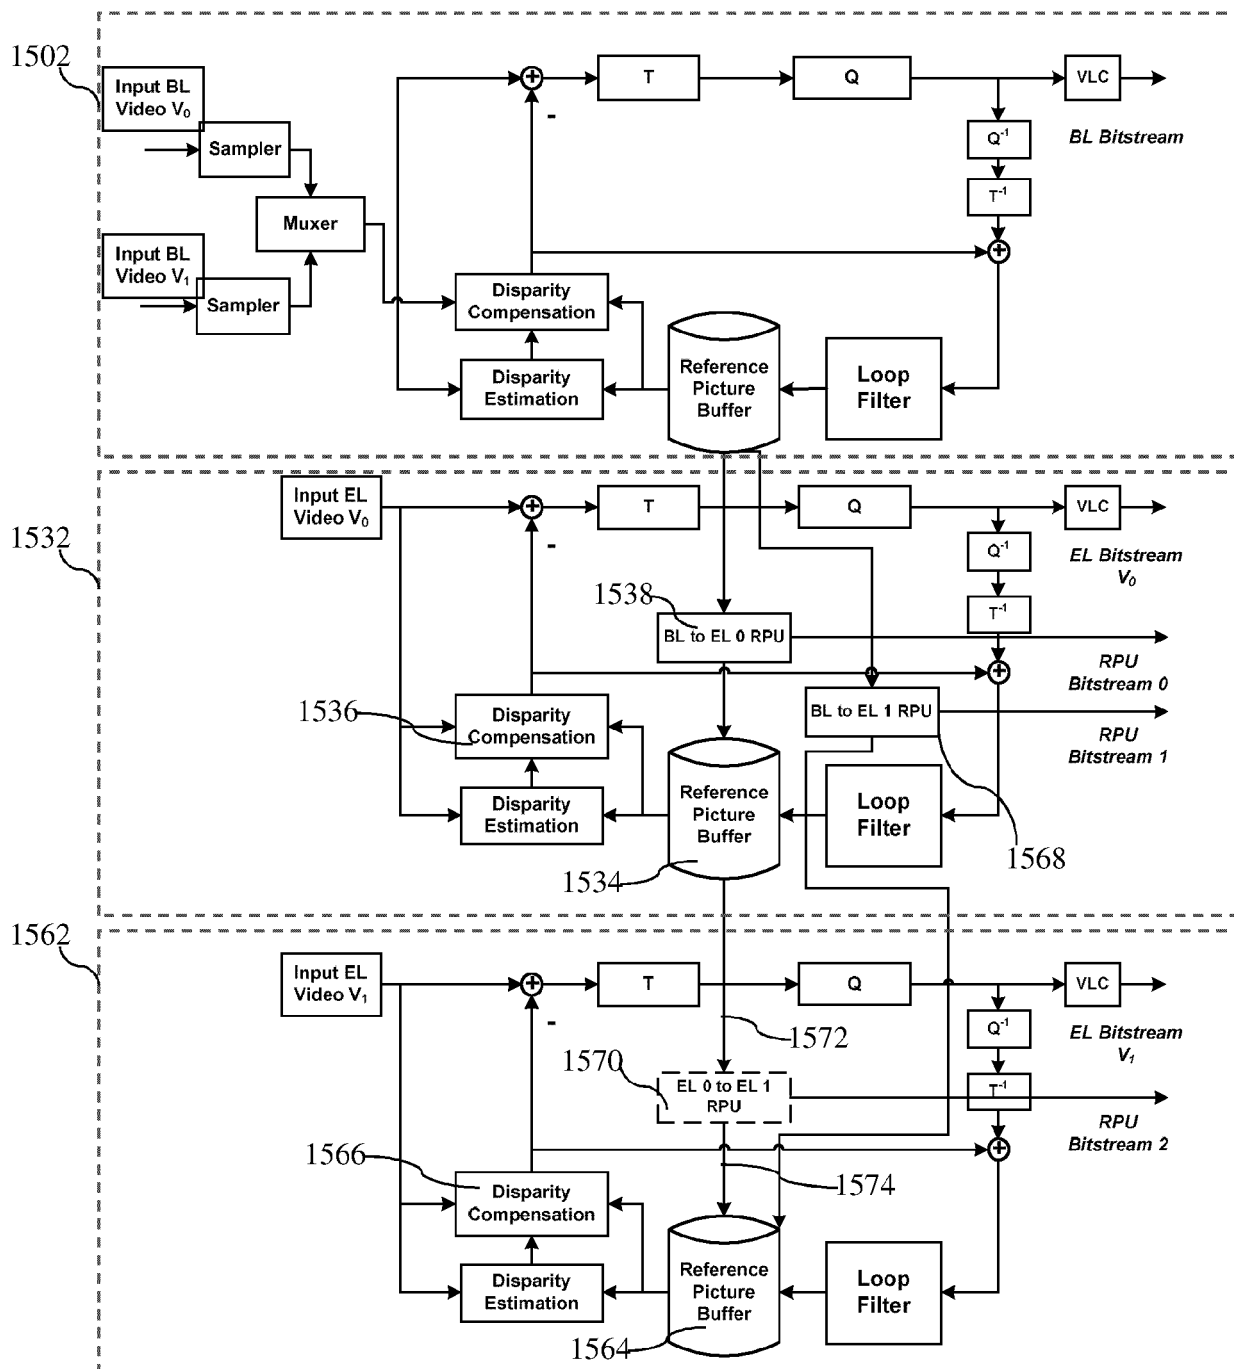 1502
Input BL
Video V0
Sampler
Muxer
Input BL
Video V1
Sampler
+
-
T
Q
VLC
Q-1
BL Bitstream
T-1
+
Disparity
Compensation
Disparity
Estimation
Reference
Picture
Buffer
Loop
Filter
1532
Input EL
Video V0
+
-
T
Q
VLC
Q-1
EL Bitstream
V0
T-1
1538
BL to EL 0 RPU
RPU
Bitstream 0
+
BL to EL 1 RPU
RPU
Bitstream 1
1536
Disparity
Compensation
Disparity
Estimation
Reference
Picture
Buffer
Loop
Filter
1534
1568
1562
Input EL
Video V1
+
-
T
Q
VLC
Q-1
EL Bitstream
V1
1572
1570
EL 0 to EL 1
RPU
T-1
RPU
Bitstream 2
+
1566
1574
Disparity
Compensation
Disparity
Estimation
Reference
Picture
Buffer
Loop
Filter
1564